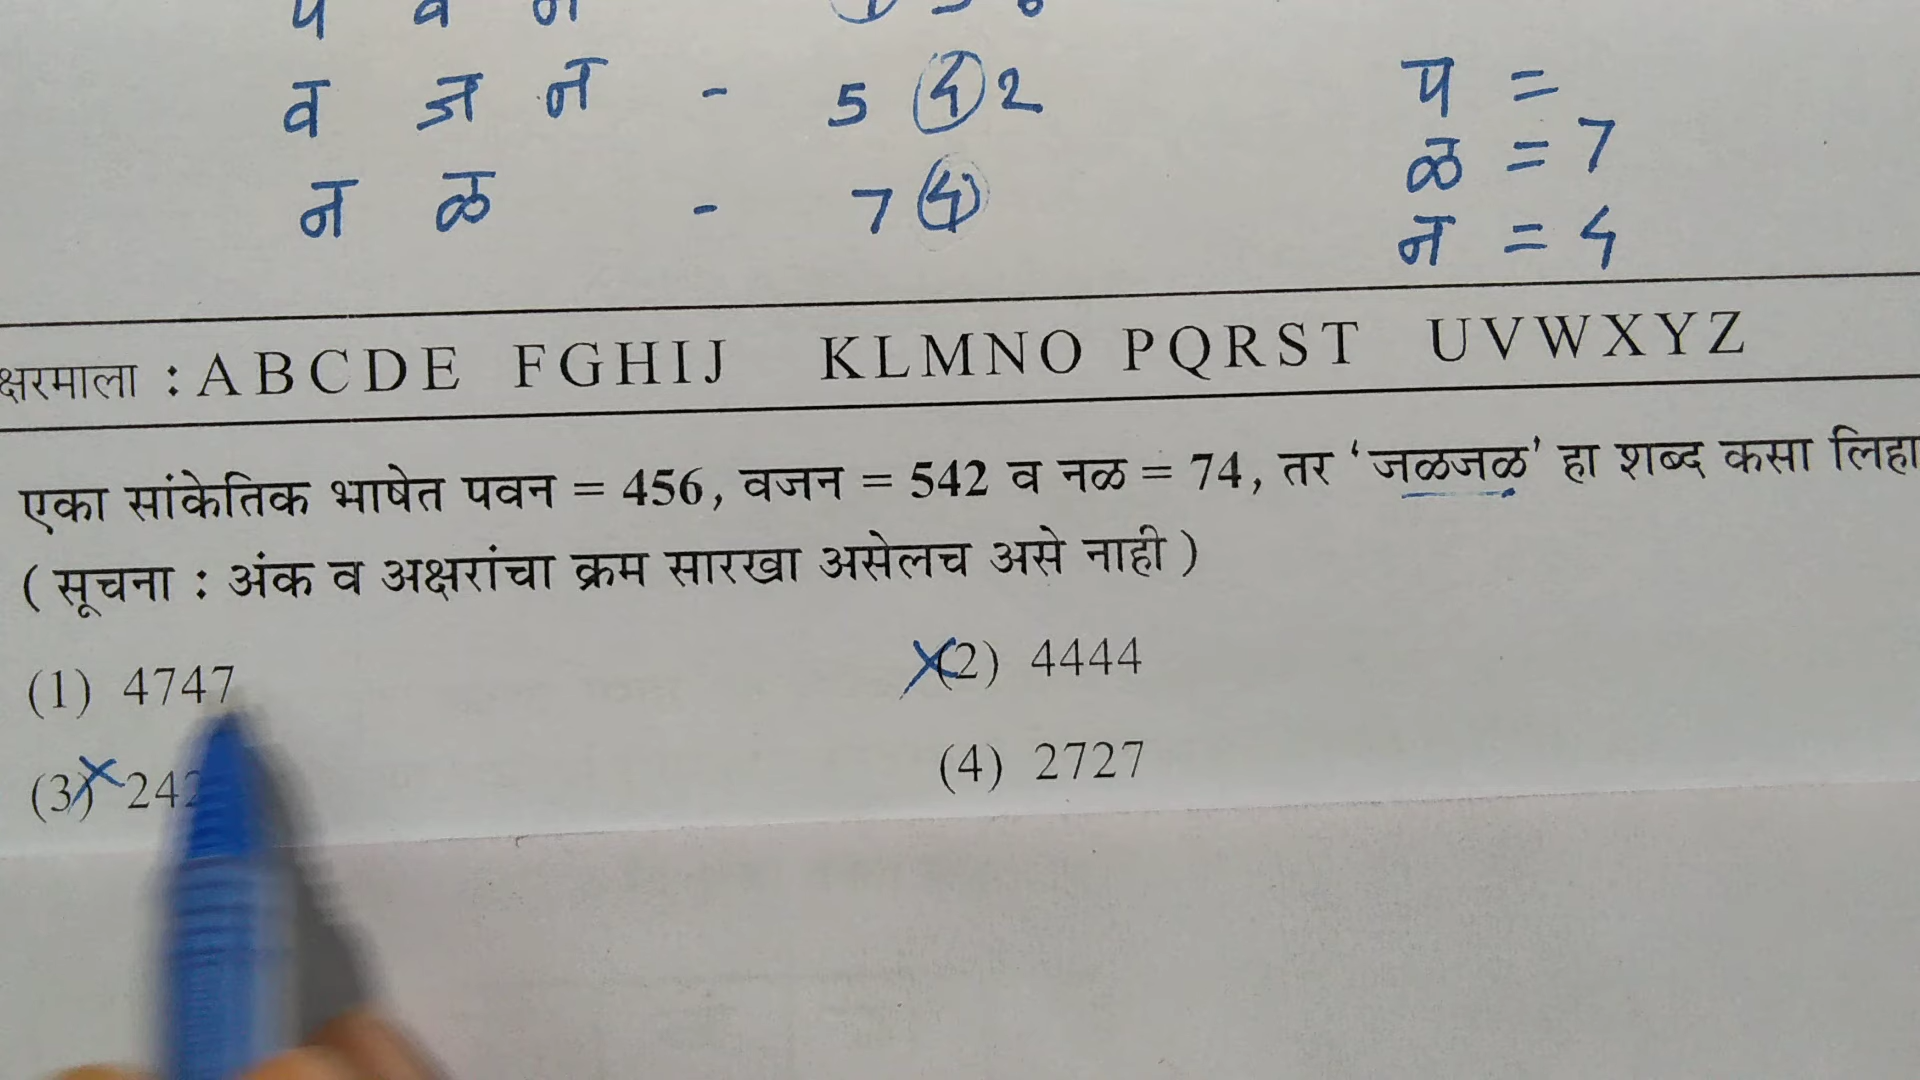 प व न
व ज न - 5 4 2
न ळ - 7 4
प =
ळ = 7
न = 4
क्षरमाला : A B C D E F G H I J K L M N O P Q R S T U V W X Y Z
एका सांकेतिक भाषेत पवन = 456, वजन = 542 व नळ = 74, तर ‘जळजळ’ हा शब्द कसा लिहा
( सूचना : अंक व अक्षरांचा क्रम सारखा असेलच असे नाही )
(1) 4747
(2) 4444
(3) 242
(4) 2727